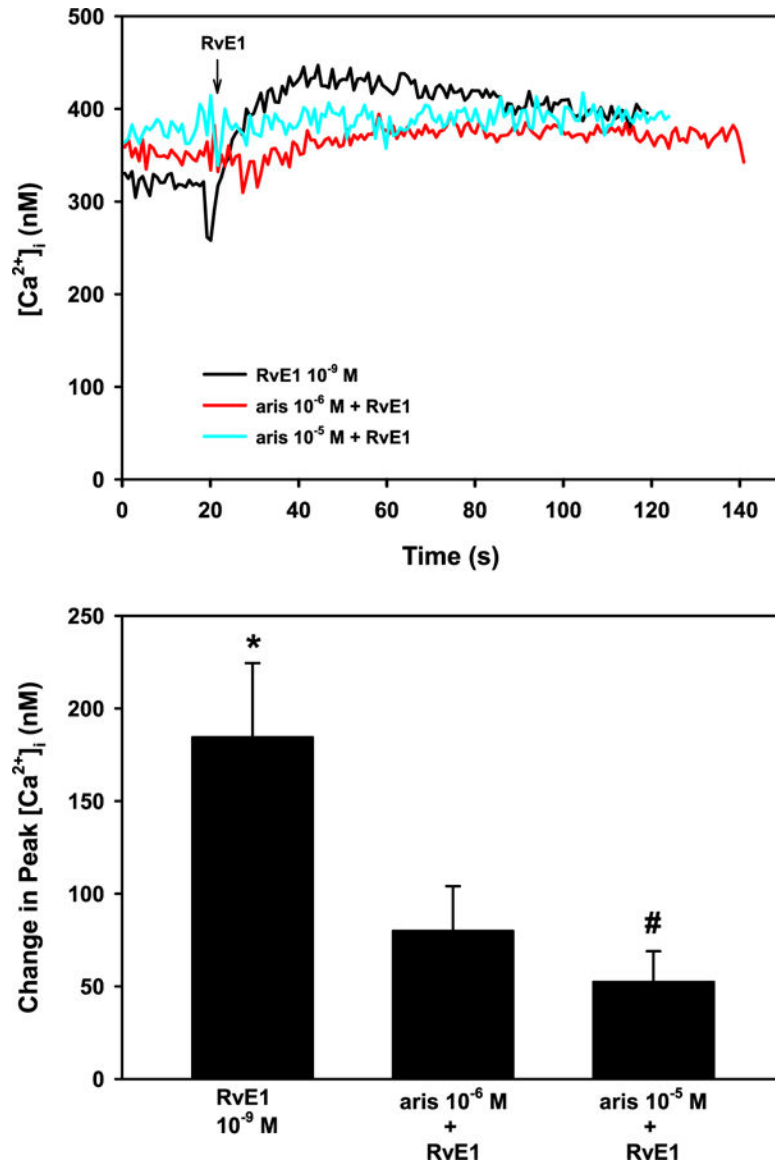 500
400
300
300
100
0
[Ca²⁺]ᵢ (nM)
RvE1
RvE1 10⁻⁹ M
aris 10⁻⁶ M + RvE1
aris 10⁻⁵ M + RvE1
0 20 40 60 80 100 120 140
Time (s)
250
200
150
100
50
0
Change in Peak [Ca²⁺]ᵢ (nM)
*
#
RvE1
10⁻⁹ M
aris 10⁻⁶ M
+
RvE1
aris 10⁻⁵ M
+
RvE1